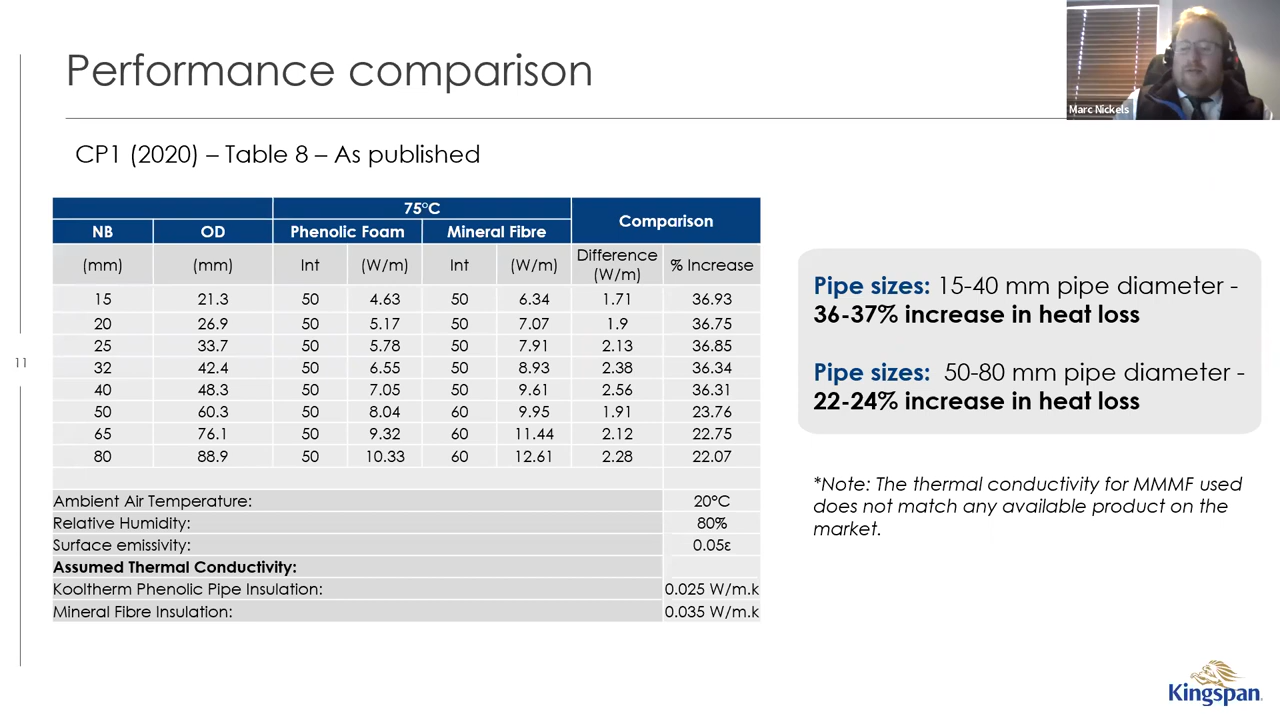 Performance comparison
Marc Nickels
CP1 (2020) – Table 8 – As published
75°C
Comparison
NB OD Phenolic Foam Mineral Fibre
(mm) (mm) Int (W/m) Int (W/m) Difference (W/m) % Increase
15 21.3 50 4.63 50 6.34 1.71 36.93
20 26.9 50 5.17 50 7.07 1.9 36.75
25 33.7 50 5.78 50 7.91 2.13 36.85
32 42.4 50 6.55 50 8.93 2.38 36.34
40 48.3 50 7.05 50 9.61 2.56 36.31
50 60.3 50 8.04 60 9.95 1.91 23.76
65 76.1 50 9.32 60 11.44 2.12 22.75
80 88.9 50 10.33 60 12.61 2.28 22.07
Ambient Air Temperature: 20°C
Relative Humidity: 80%
Surface emissivity: 0.05ε
Assumed Thermal Conductivity:
Kooltherm Phenolic Pipe Insulation: 0.025 W/m.k
Mineral Fibre Insulation: 0.035 W/m.k
11
Pipe sizes: 15-40 mm pipe diameter -
36-37% increase in heat loss
Pipe sizes: 50-80 mm pipe diameter -
22-24% increase in heat loss
*Note: The thermal conductivity for MMMF used
does not match any available product on the
market.
Kingspan.